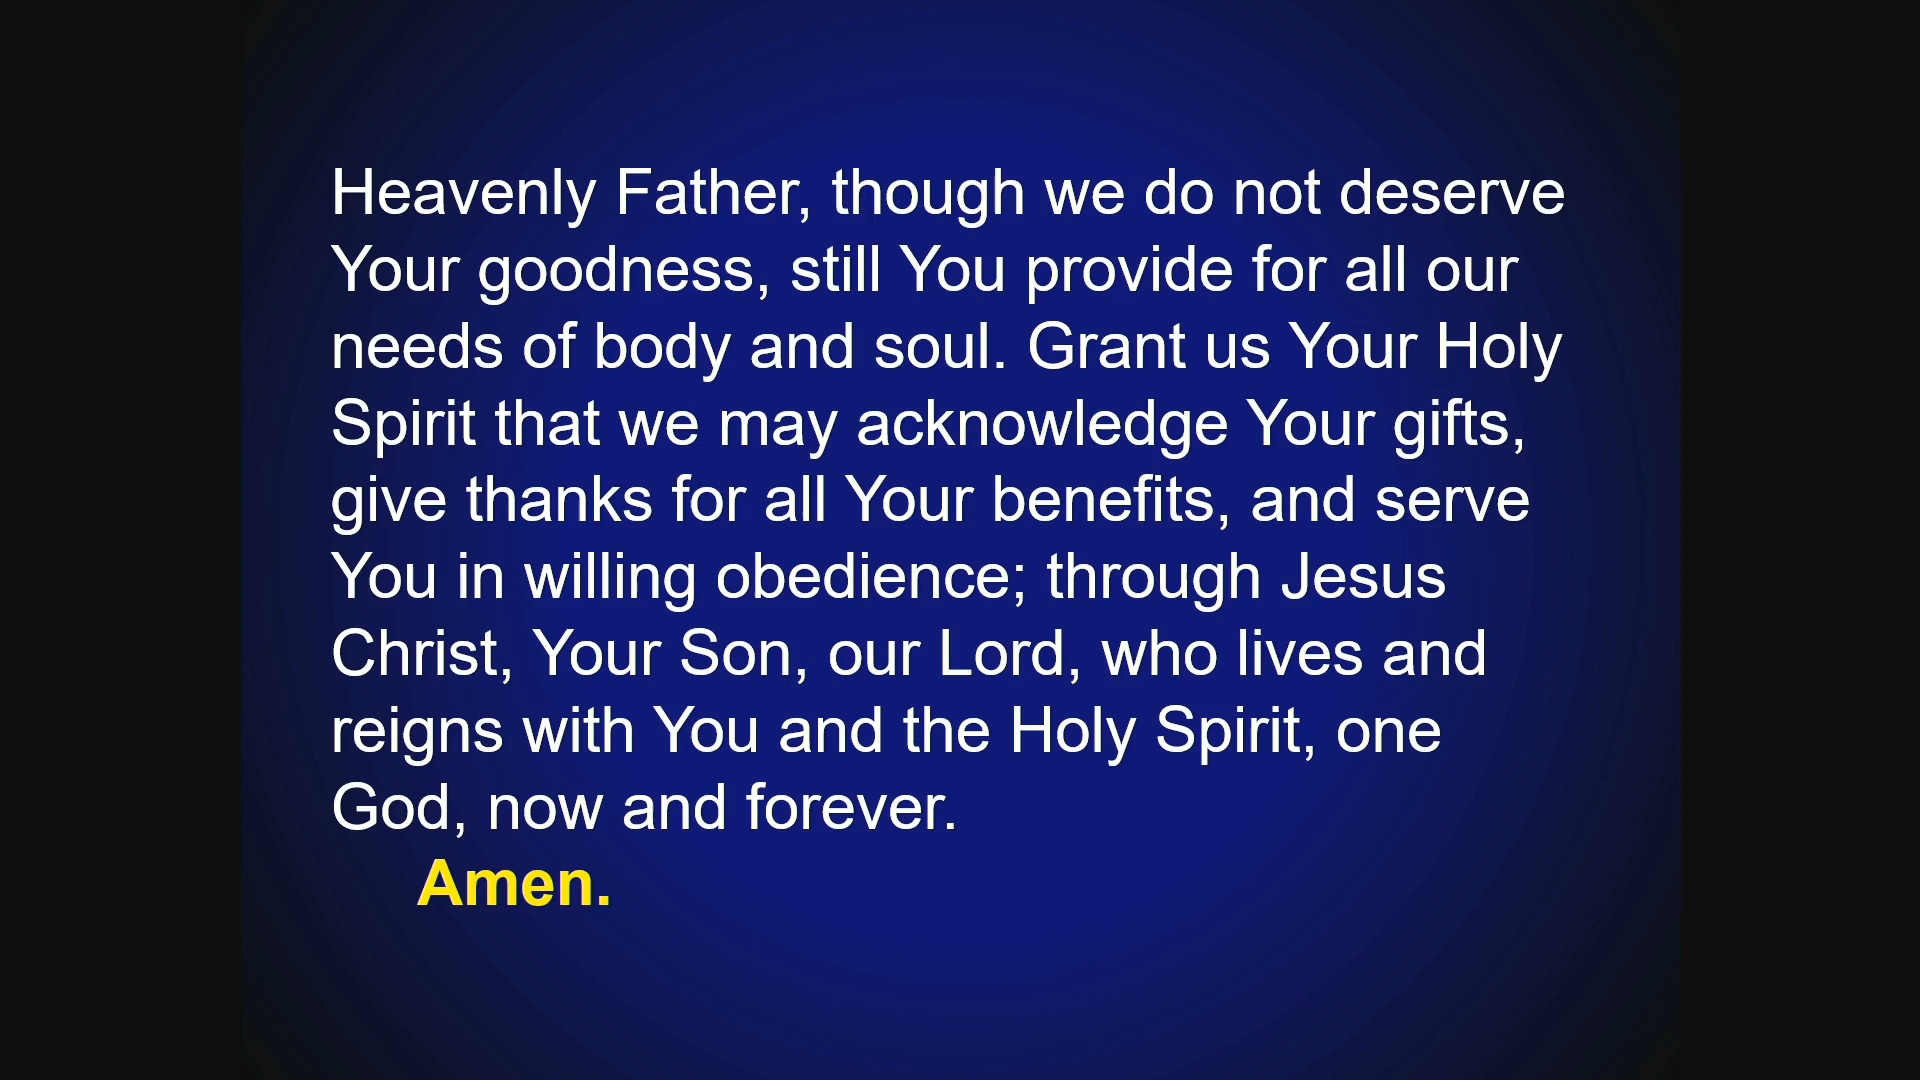 Heavenly Father, though we do not deserve
Your goodness, still You provide for all our
needs of body and soul. Grant us Your Holy
Spirit that we may acknowledge Your gifts,
give thanks for all Your benefits, and serve
You in willing obedience; through Jesus
Christ, Your Son, our Lord, who lives and
reigns with You and the Holy Spirit, one
God, now and forever.
Amen.